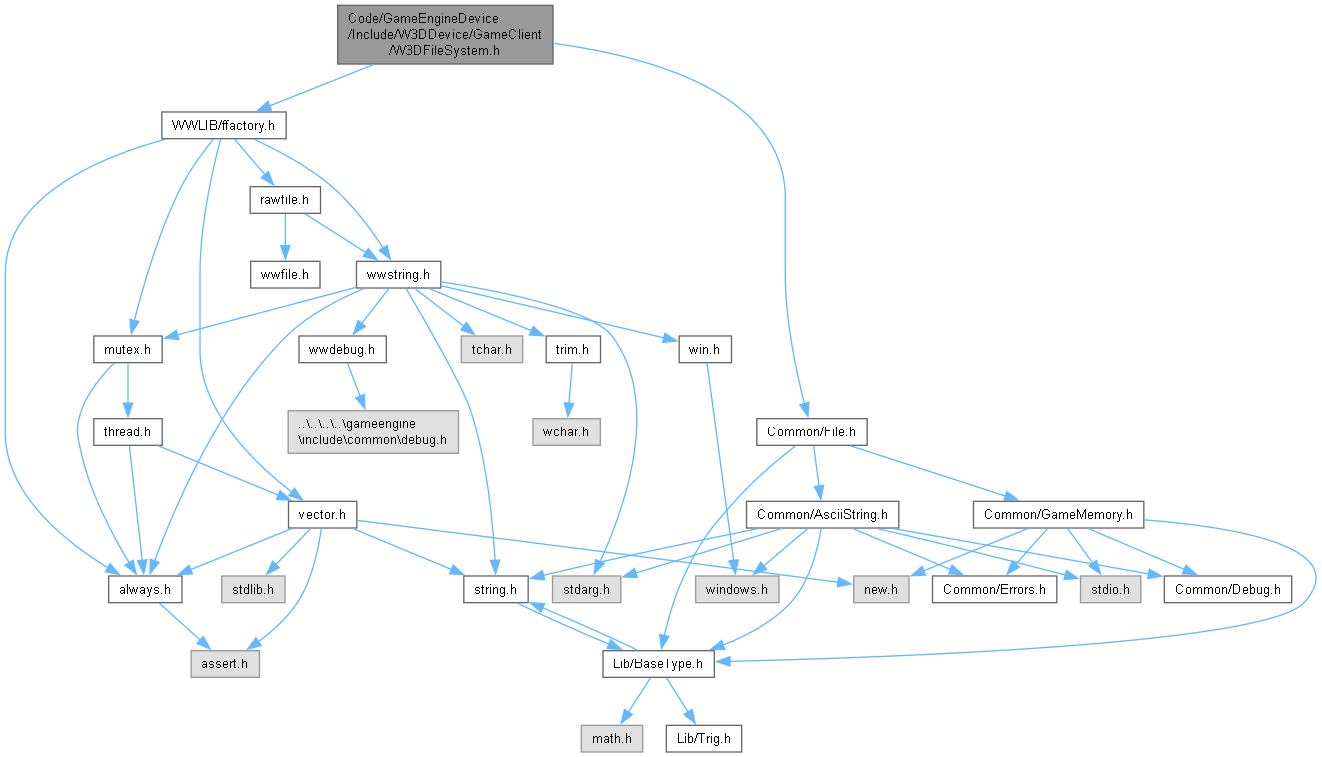 Code/GameEngineDevice
/Include/W3DDevice/GameClient
/W3DFileSystem.h
WWLIB/ffactory.h
rawfile.h
wwfile.h
wwstring.h
mutex.h
wwdebug.h
tchar.h
trim.h
win.h
thread.h
..\..\..\..\gameengine
\include\common\debug.h
wchar.h
Common/File.h
vector.h
Common/AsciiString.h
Common/GameMemory.h
always.h
stdlib.h
string.h
stdarg.h
windows.h
new.h
Common/Errors.h
stdio.h
Common/Debug.h
assert.h
Lib/BaseType.h
math.h
Lib/Trig.h